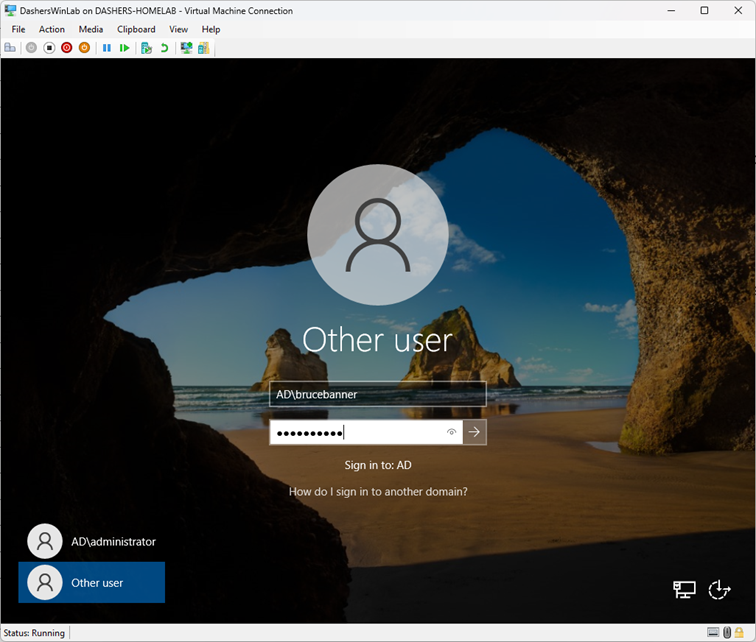 DashersWinLab on DASHERS-HOMELAB - Virtual Machine Connection
File Action Media Clipboard View Help
Other user
AD\brucebanner
●●●●●●●●●●
Sign in to: AD
How do I sign in to another domain?
AD\administrator
Other user
Status: Running